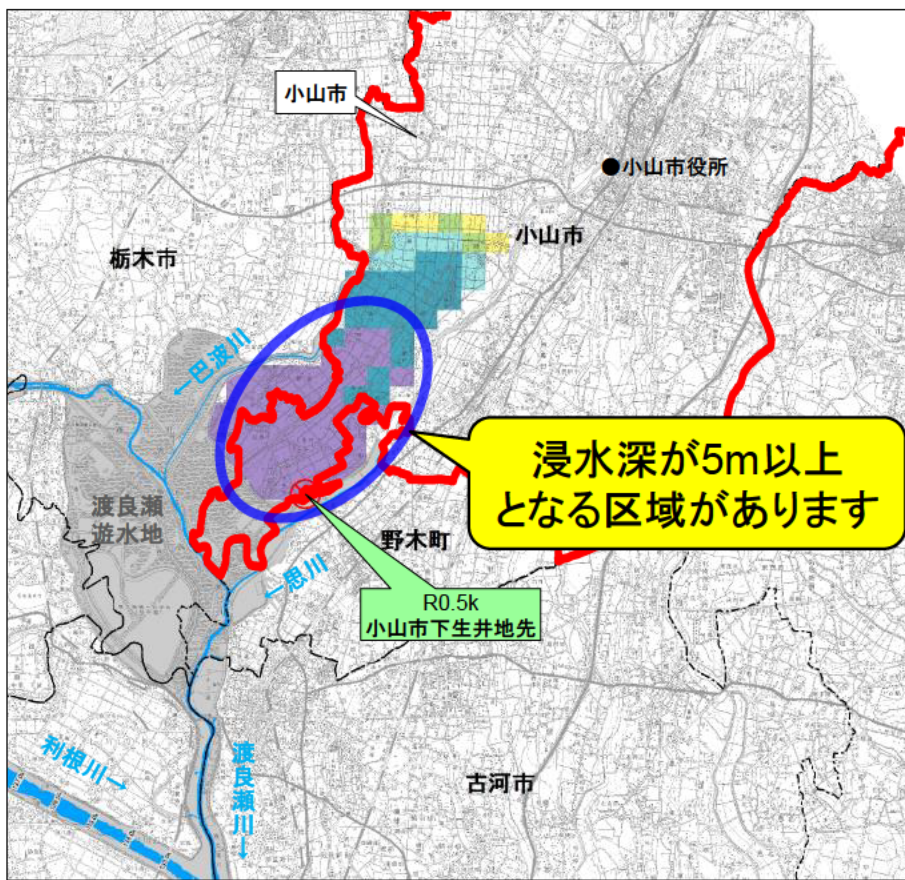 小山市
●小山市役所
小山市
栃木市
←巴波川
浸水深が5m以上
となる区域があります
渡良瀬
遊水地
野木町
←思川
R0.5k
小山市下生井地先
利根川→
渡良瀬川→
古河市